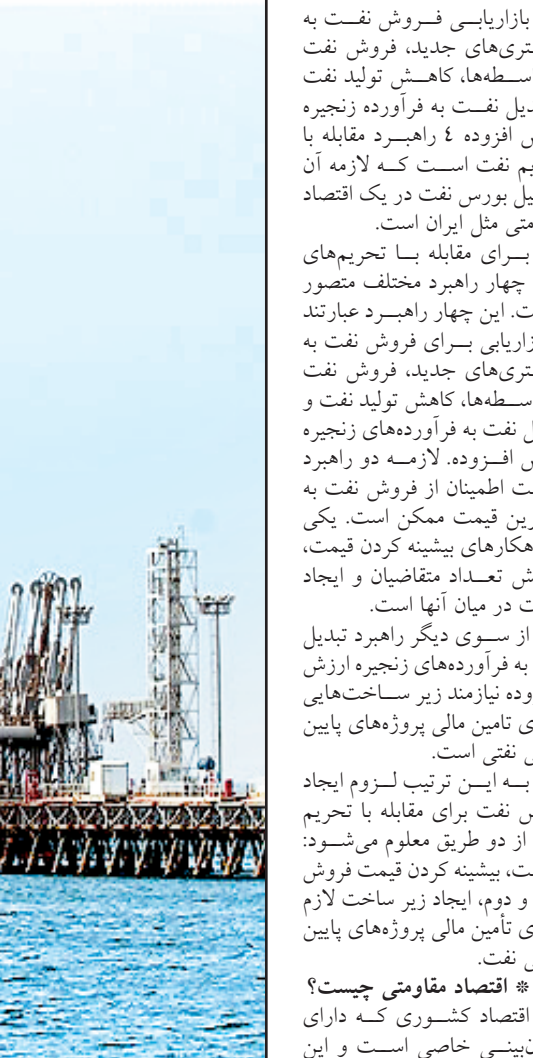 بازاریابی فروش نفت به
تری‌های جدید، فروش نفت
سطه‌ها، کاهش تولید نفت
دیل نفت به فرآورده زنجیره
افزوده ٤ راهبرد مقابله با
یم نفت است که لازمه آن
یل بورس نفت در یک اقتصاد
متی مثل ایران است.
برای مقابله با تحریم‌های
چهار راهبرد مختلف متصور
ت. این چهار راهبرد عبارتند
زاریابی برای فروش نفت به
تری‌های جدید، فروش نفت
سطه‌ها، کاهش تولید نفت و
ل نفت به فرآورده‌های زنجیره
افزوده. لازمه دو راهبرد
ت اطمینان از فروش نفت به
رین قیمت ممکن است. یکی
هکارهای بیشینه کردن قیمت،
ش تعداد متقاضیان و ایجاد
ت در میان آنها است.
از سوی دیگر راهبرد تبدیل
به فرآورده‌های زنجیره ارزش
وده نیازمند زیر ساخت‌هایی
ی تامین مالی پروژه‌های پایین
نفتی است.
به این ترتیب لزوم ایجاد
س نفت برای مقابله با تحریم
از دو طریق معلوم می‌شود:
ت، بیشینه کردن قیمت فروش
و دوم، ایجاد زیر ساخت لازم
ی تأمین مالی پروژه‌های پایین
نفت.
* اقتصاد مقاومتی چیست؟
اقتصاد کشوری که دارای
ن‌بینی خاصی است و این